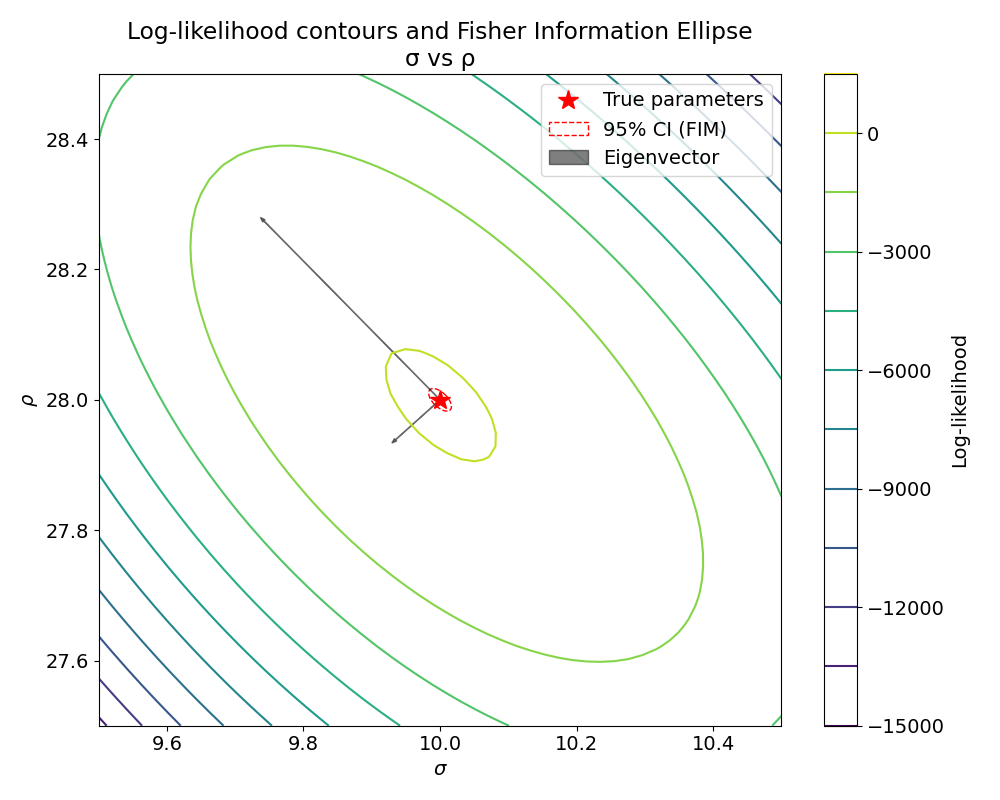 Log-likelihood contours and Fisher Information Ellipse
σ vs ρ
True parameters
95% CI (FIM)
Eigenvector
28.4
28.2
28.0
27.8
27.6
ρ
9.6
9.8
10.0
10.2
10.4
σ
0
−3000
−6000
−9000
−12000
−15000
Log-likelihood